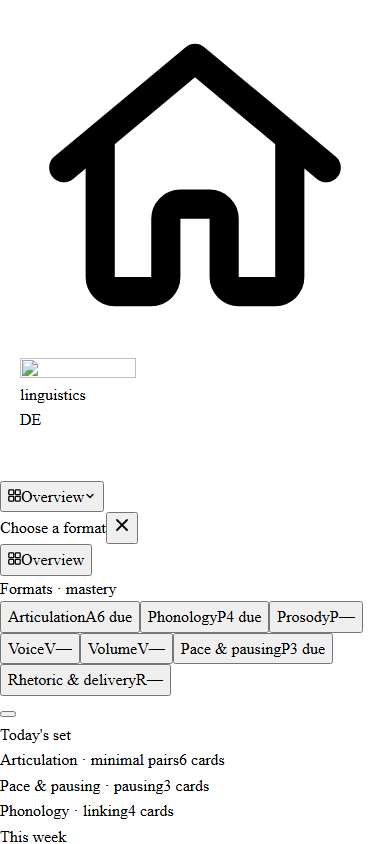 linguistics
DE
Overview
Choose a format
Overview
Formats · mastery
ArticulationA6 due PhonologyP4 due ProsodyP—
VoiceV— VolumeV— Pace & pausingP3 due
Rhetoric & deliveryR—
Today's set
Articulation · minimal pairs6 cards
Pace & pausing · pausing3 cards
Phonology · linking4 cards
This week